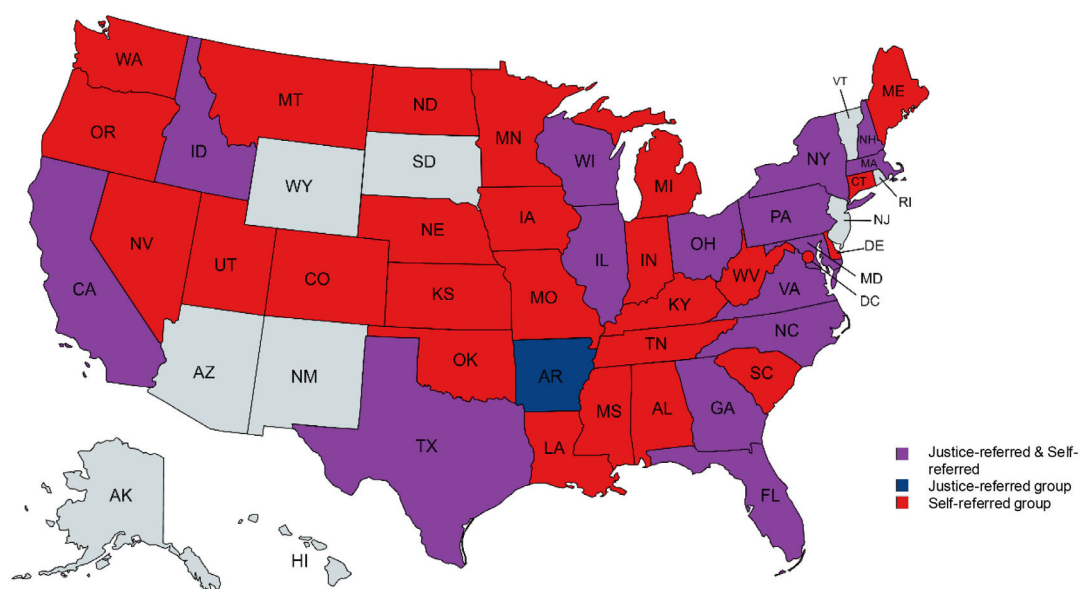 WA
MT
ND
MN
OR
ID
WY
SD
WI
MI
NY
VT
NH
ME
MA
CT
RI
NJ
PA
DE
MD
DC
NV
UT
CO
NE
IA
IL
IN
OH
WV
VA
CA
KS
MO
KY
NC
TN
AZ
NM
OK
AR
SC
MS
AL
GA
TX
LA
FL
AK
HI
Justice-referred & Self-
referred
Justice-referred group
Self-referred group